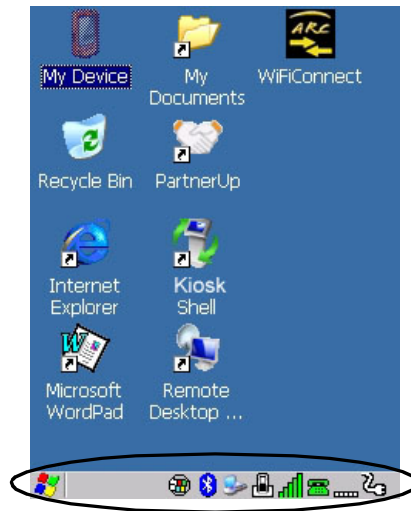 ARC
My Device
My
Documents
WiFiConnect
Recycle Bin
PartnerUp
Internet
Explorer
Kiosk
Shell
W
Microsoft
WordPad
Remote
Desktop ...